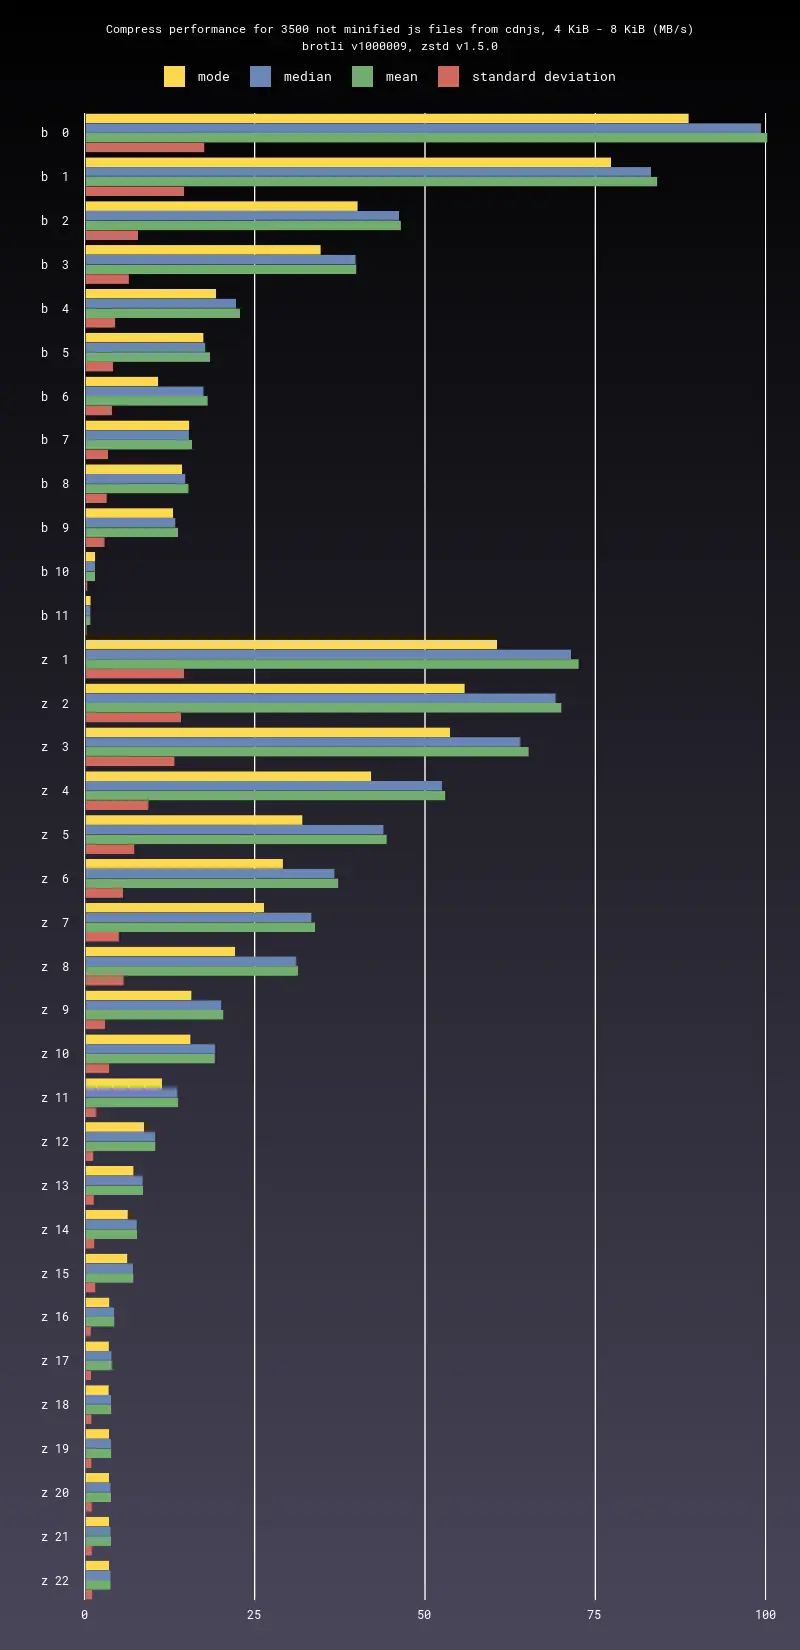 Compress performance for 3500 not minified js files from cdnjs, 4 KiB - 8 KiB (MB/s)
brotli v1000009, zstd v1.5.0
mode median mean standard deviation
b 0
b 1
b 2
b 3
b 4
b 5
b 6
b 7
b 8
b 9
b 10
b 11
z 1
z 2
z 3
z 4
z 5
z 6
z 7
z 8
z 9
z 10
z 11
z 12
z 13
z 14
z 15
z 16
z 17
z 18
z 19
z 20
z 21
z 22
0 25 50 75 100